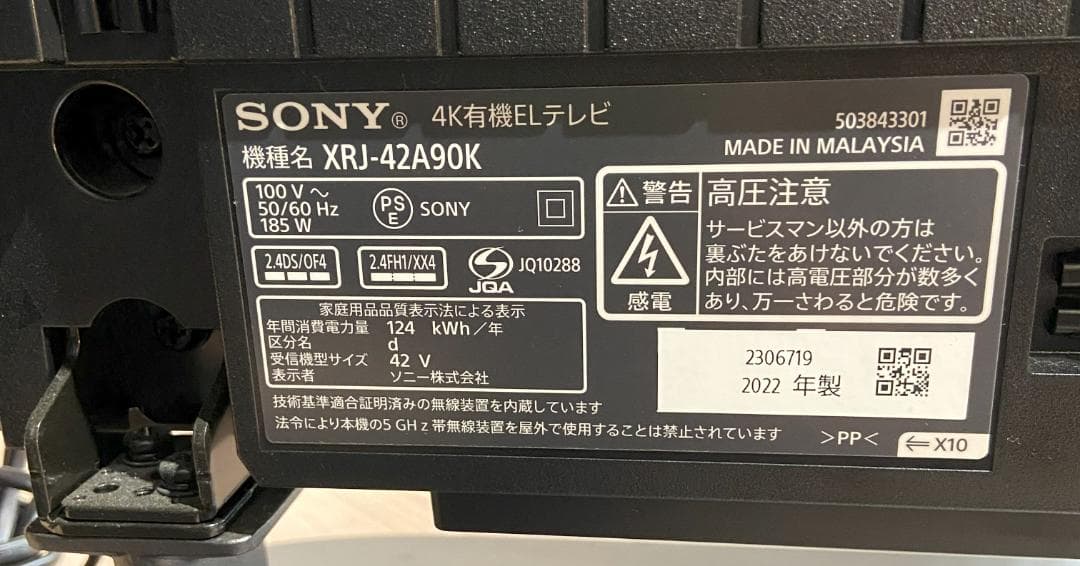 SONY® 4K有機ELテレビ
503843301
MADE IN MALAYSIA
機種名 XRJ-42A90K
100 V～
50/60 Hz
185 W
PS
E
SONY
2.4DS/OF4
2.4FH1/XX4
JQA
JQ10288
家庭用品品質表示法による表示
年間消費電力量 124 kWh／年
区分名 d
受信機型サイズ 42 V
表示者 ソニー株式会社
技術基準適合証明済みの無線装置を内蔵しています
法令により本機の5 GHz帯無線装置を屋外で使用することは禁止されています
警告
感電
高圧注意
サービスマン以外の方は
裏ぶたをあけないでください。
内部には高電圧部分が数多く
あり、万一さわると危険です。
2306719
2022 年製
>PP<
←X10